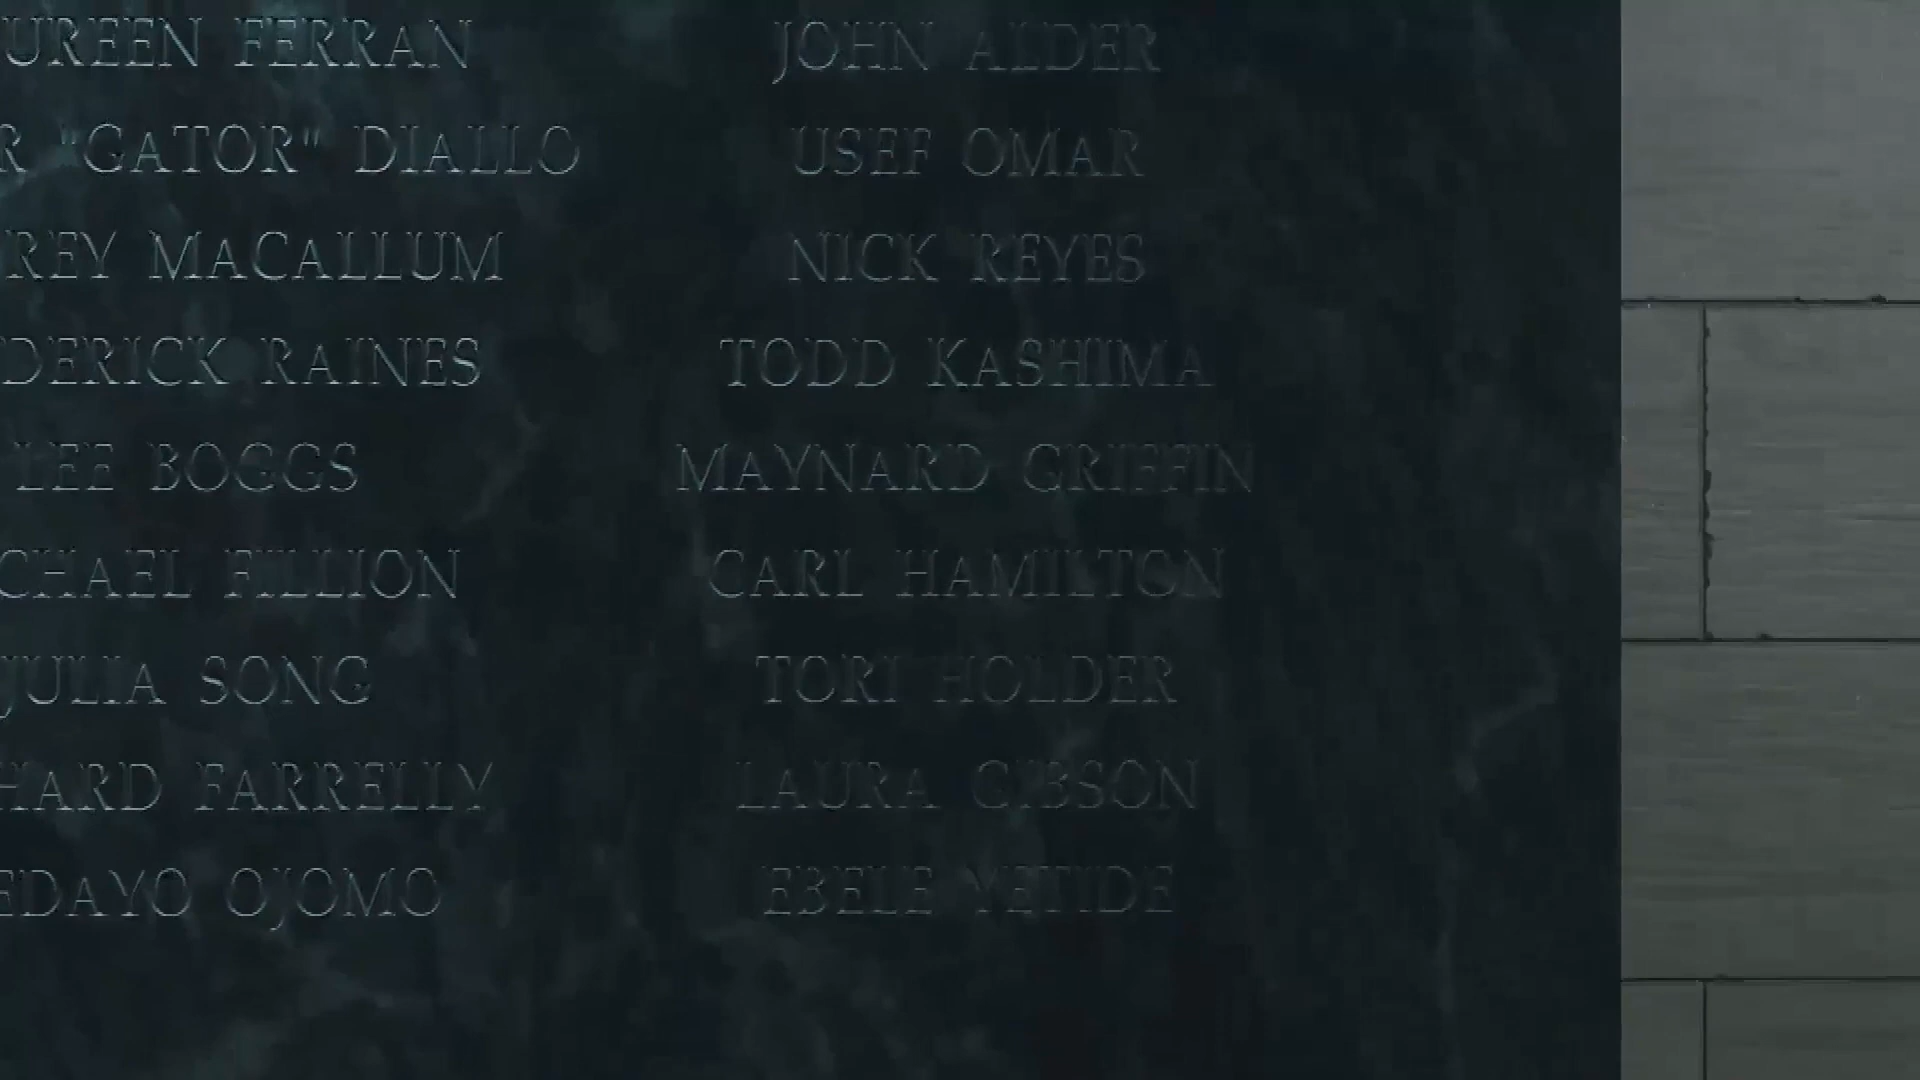 UREEN FERRAN
R "GATOR" DIALLO
REY MACALLUM
DERICK RAINES
LEE BOGGS
CHAEL FILLION
JULIA SONG
HARD FARRELLY
EDAYO OJOMO
JOHN ALDER
USEF OMAR
NICK REYES
TODD KASHIMA
MAYNARD GRIFFIN
CARL HAMILTON
TORI HOLDER
LAURA GIBSON
EBELE YETIDE